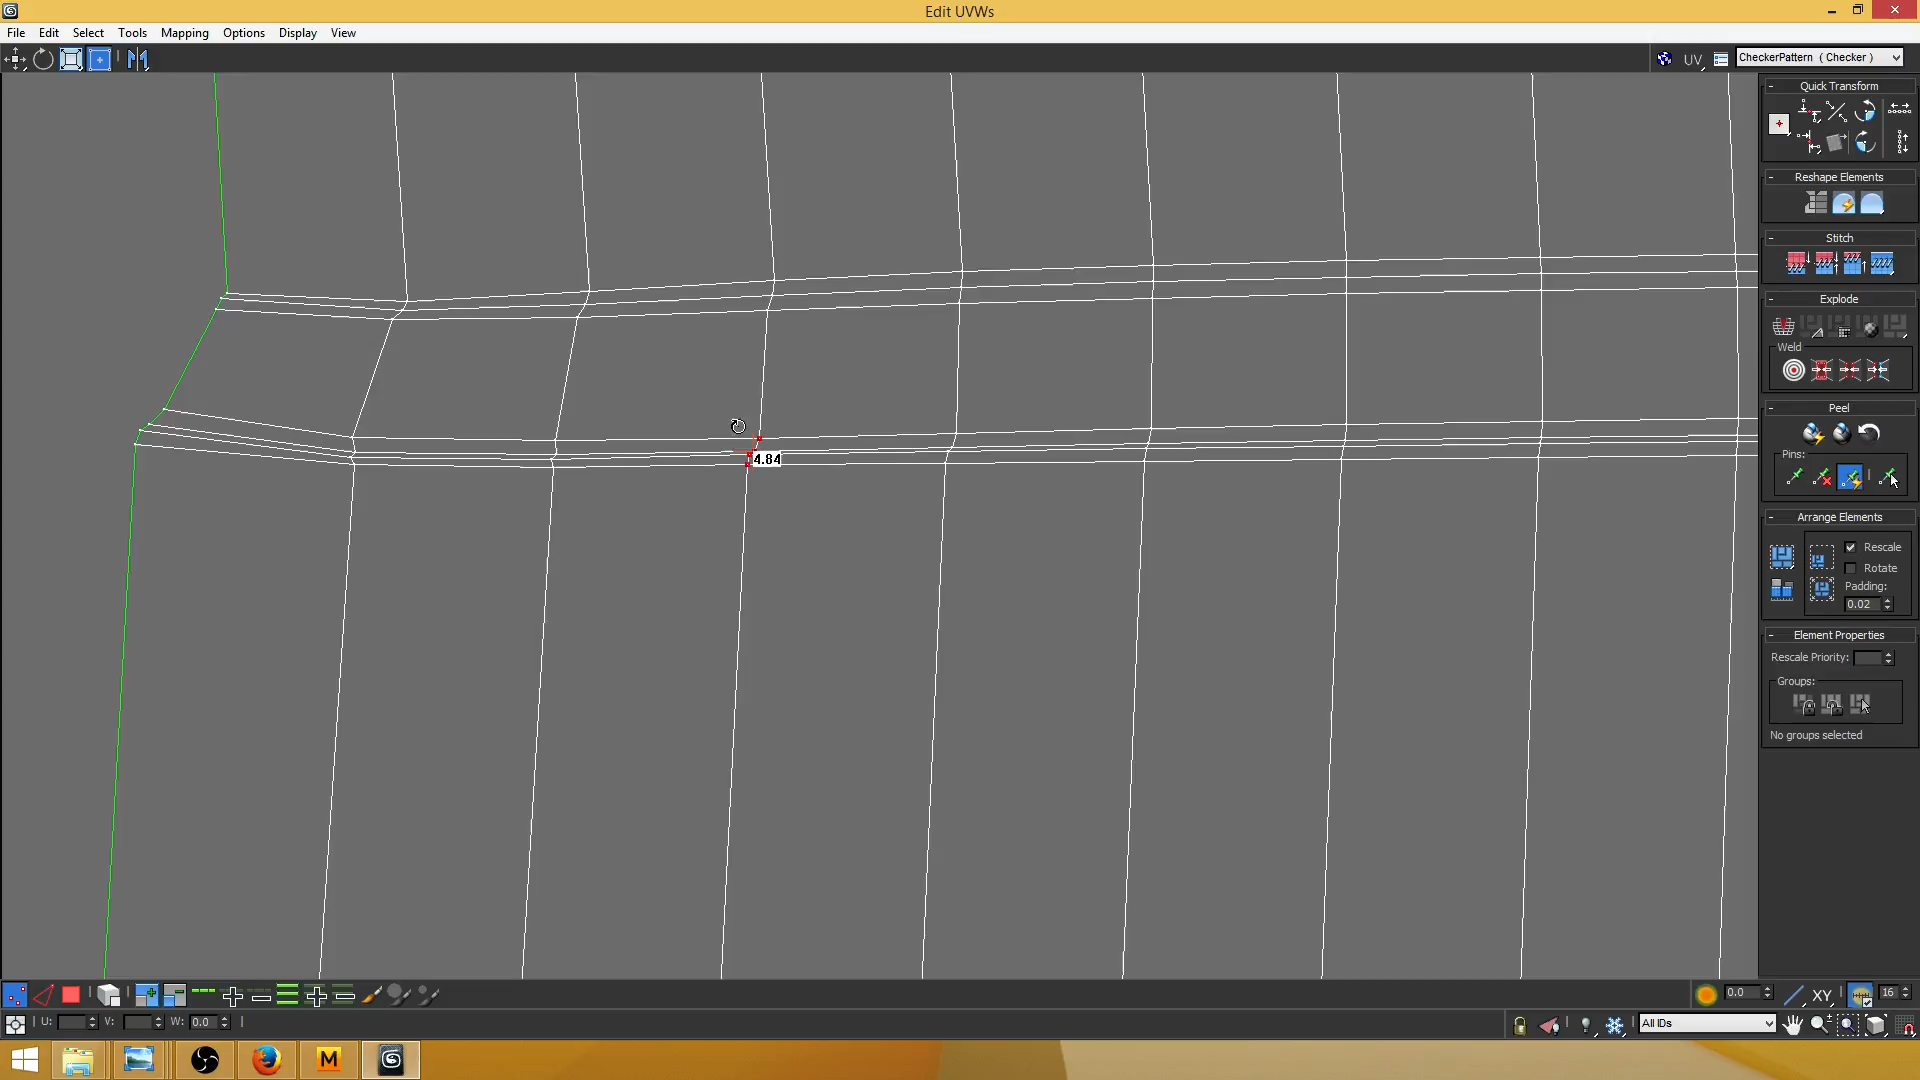 Edit UVWs
File Edit Select Tools Mapping Options Display View
UV
CheckerPattern ( Checker )
- Quick Transform
- Reshape Elements
- Stitch
- Explode
Weld
- Peel
Pins:
- Arrange Elements
Rescale
Rotate
Padding:
0.02
- Element Properties
Rescale Priority:
Groups:
No groups selected
4.84
0.0
XY
16
U:
V:
W: 0.0
All IDs
M